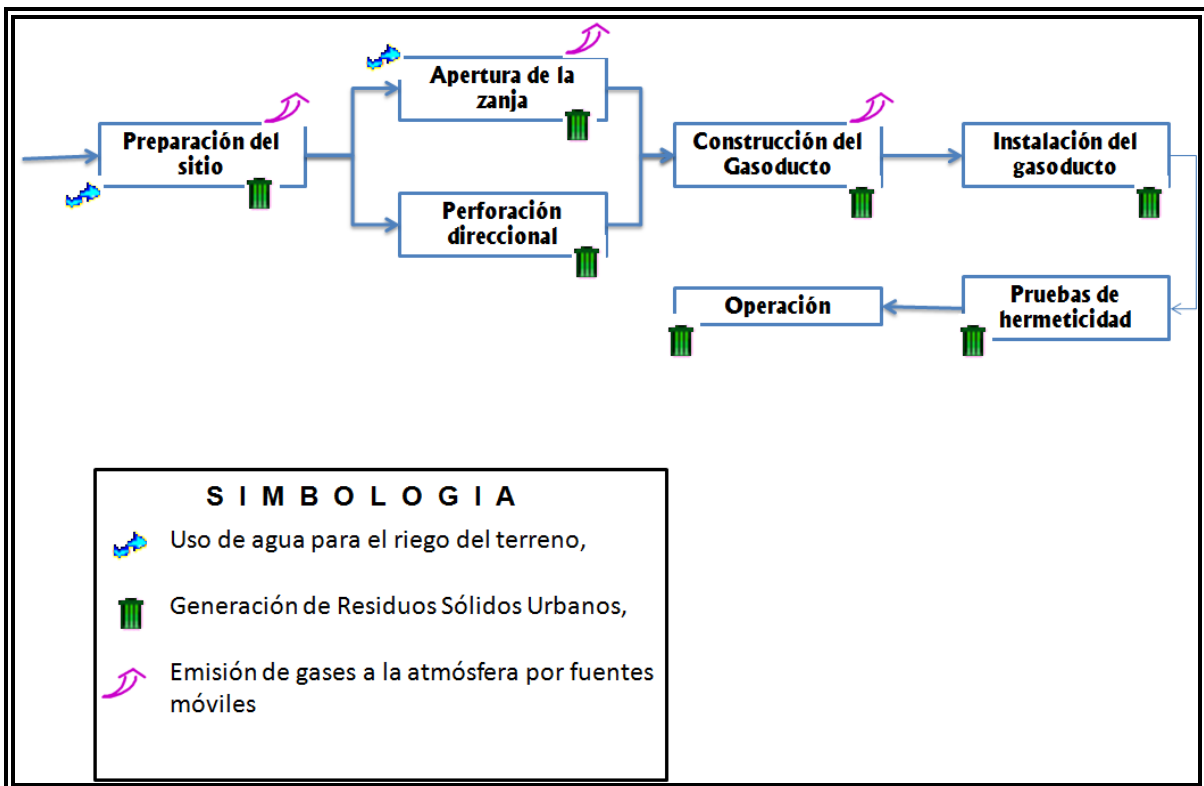 Preparación del
sitio
Apertura de la
zanja
Perforación
direccional
Construcción del
Gasoducto
Instalación del
gasoducto
Pruebas de
hermeticidad
Operación
S I M B O L O G I A
Uso de agua para el riego del terreno,
Generación de Residuos Sólidos Urbanos,
Emisión de gases a la atmósfera por fuentes
móviles